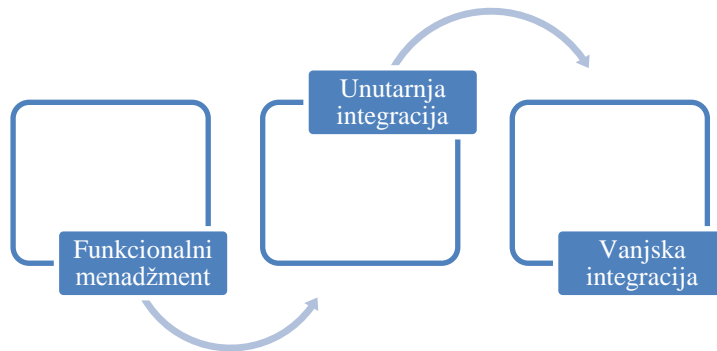 Funkcionalni
menadžment
Unutarnja
integracija
Vanjska
integracija